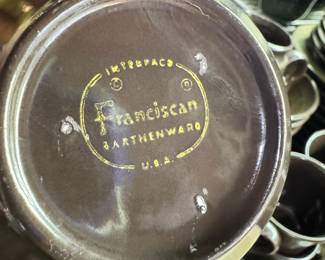 INTERPACE
®
Franciscan
EARTHENWARE
U.S.A.